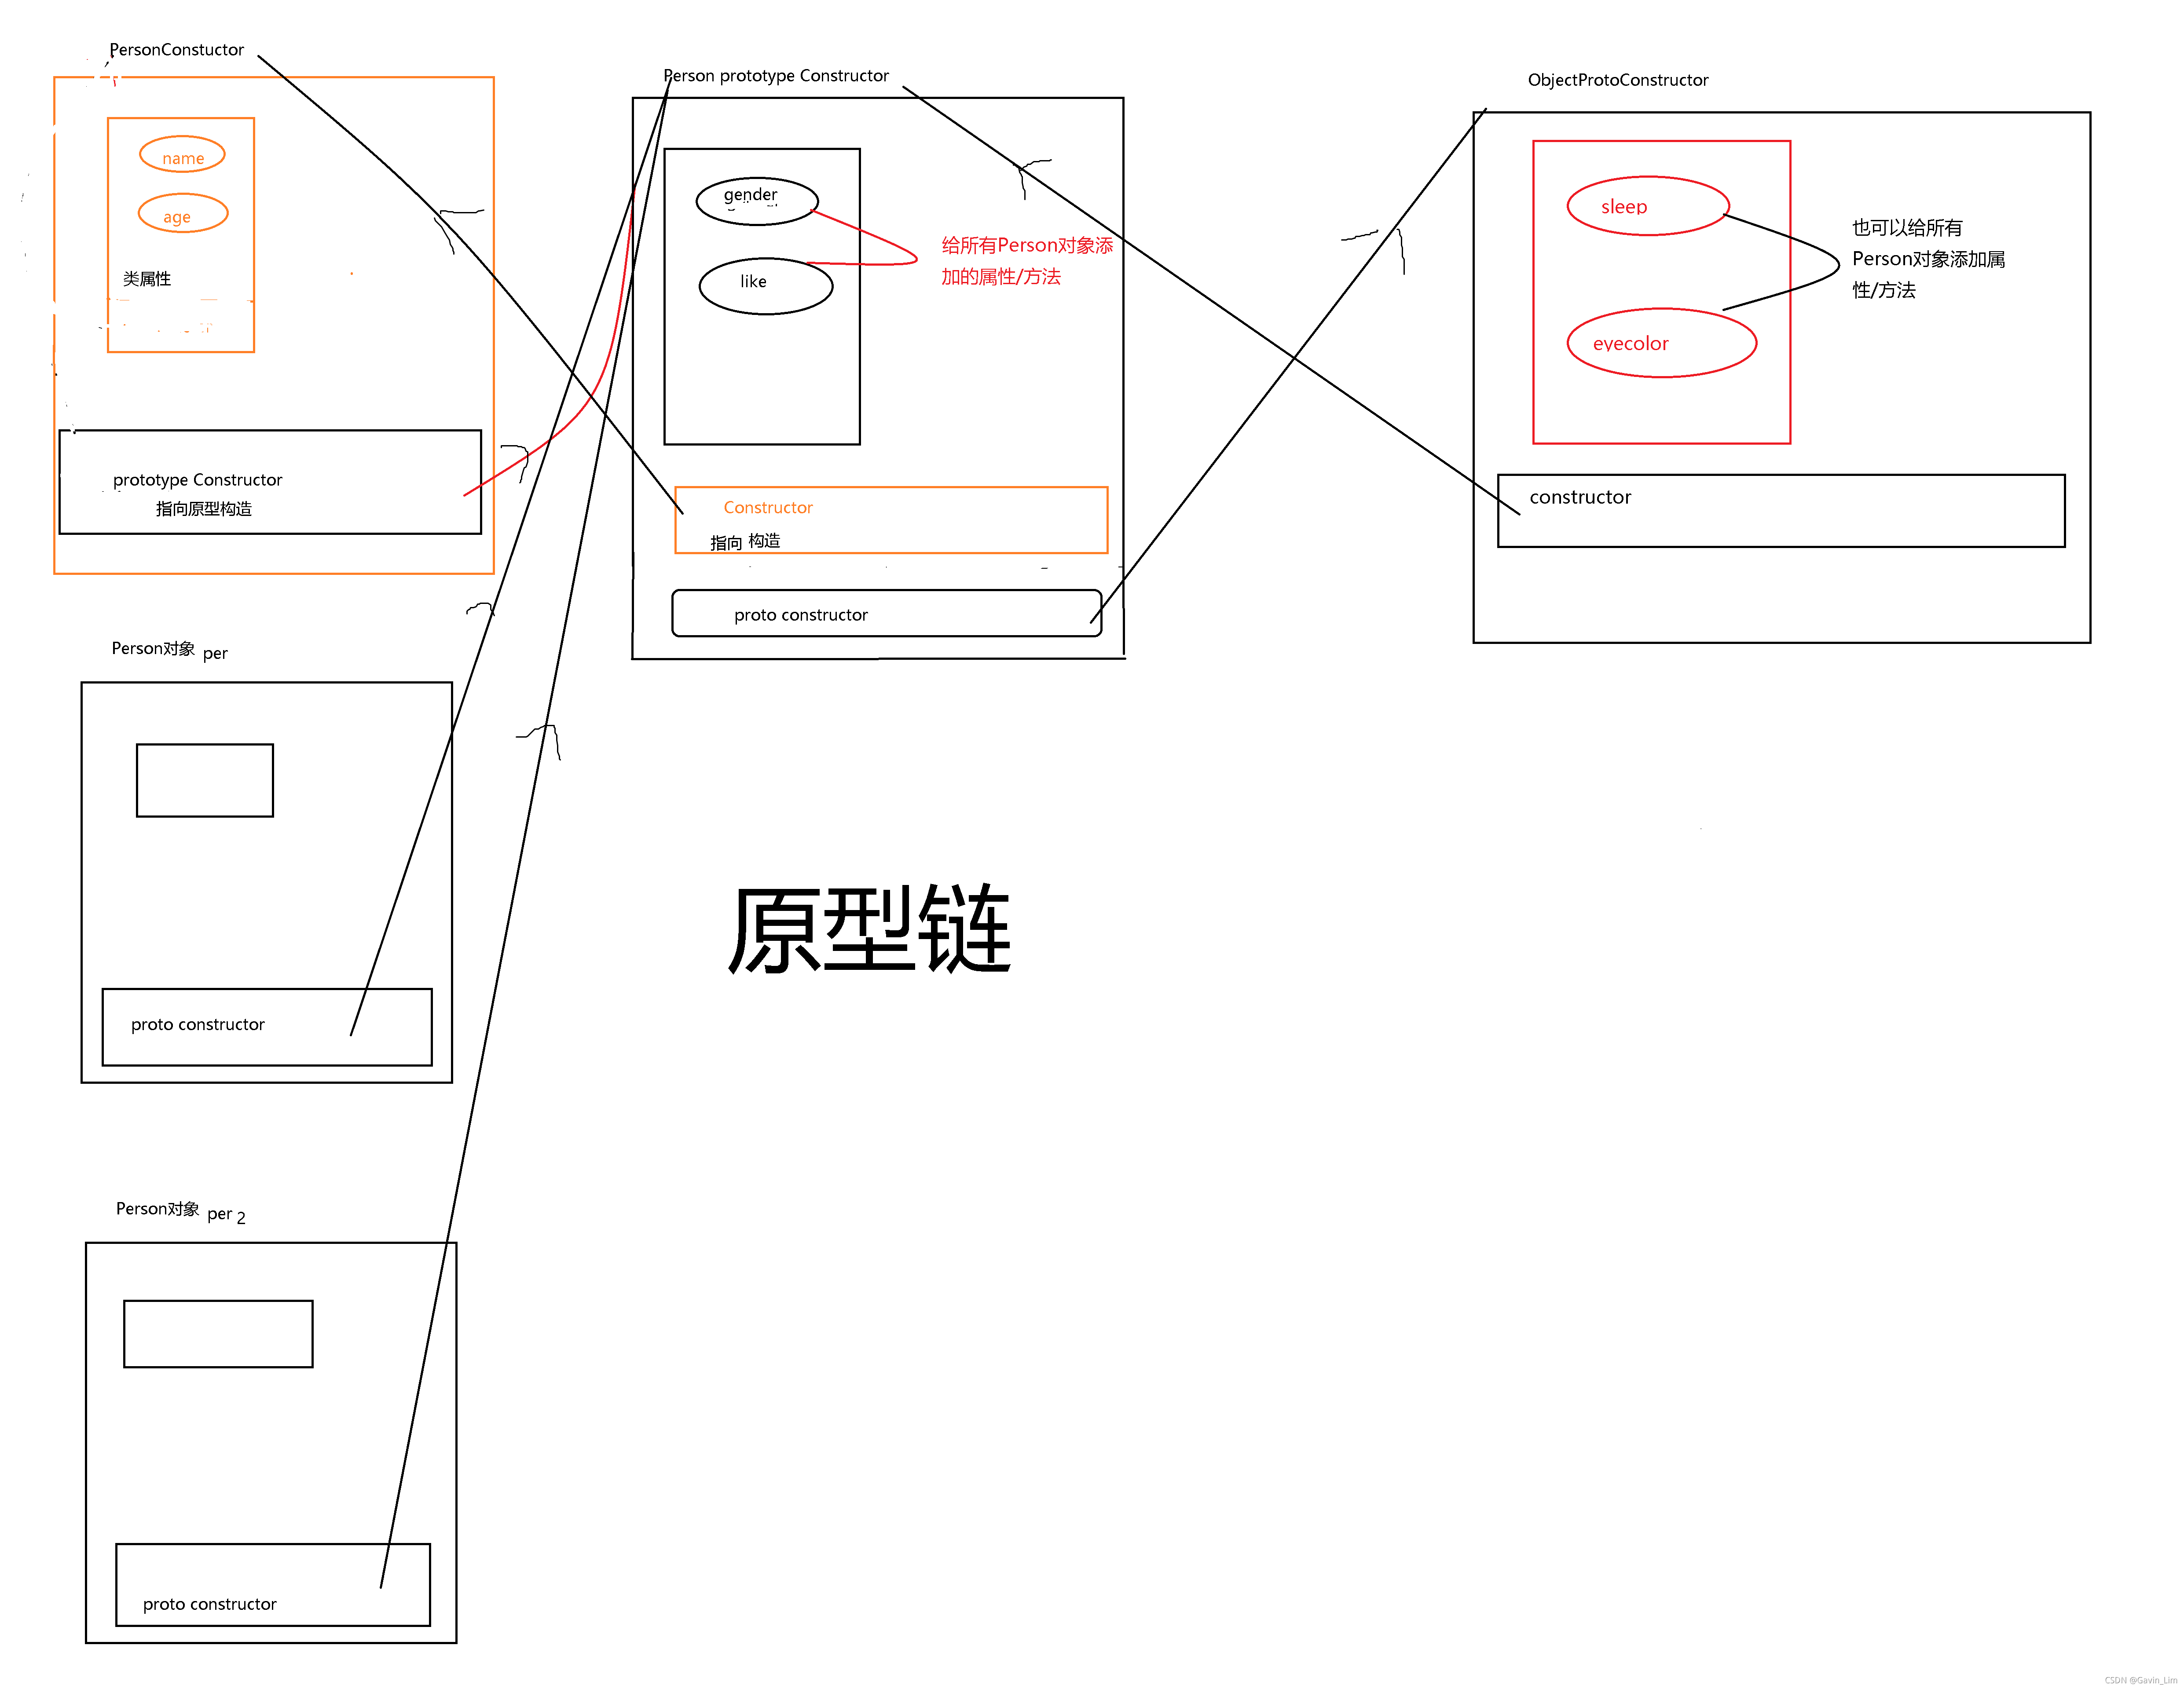 PersonConstuctor
name
age
类属性
prototype Constructor
指向原型构造
Person prototype Constructor
gender
like
给所有Person对象添
加的属性/方法
Constructor
指向 构造
proto constructor
ObjectProtoConstructor
sleep
eyecolor
也可以给所有
Person对象添加属
性/方法
constructor
Person对象 per
proto constructor
原型链
Person对象 per 2
proto constructor
CSDN @Gavin_Lim